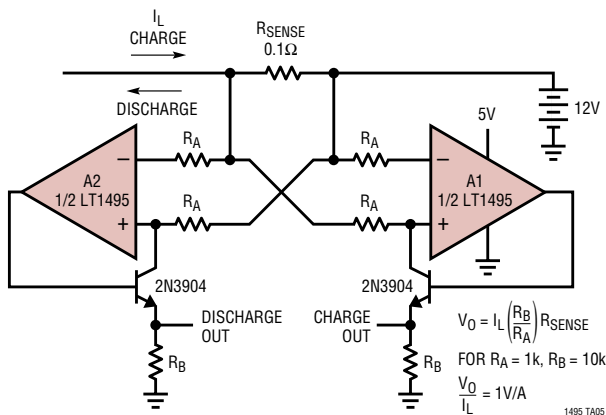 I_L
CHARGE
R_SENSE
0.1Ω
DISCHARGE
12V
5V
R_A
R_A
A2
1/2 LT1495
A1
1/2 LT1495
R_A
R_A
–
+
–
+
2N3904
2N3904
DISCHARGE
OUT
CHARGE
OUT
R_B
R_B
V_O = I_L (R_B/R_A) R_SENSE
FOR R_A = 1k, R_B = 10k
V_O/I_L = 1V/A
1495 TA05